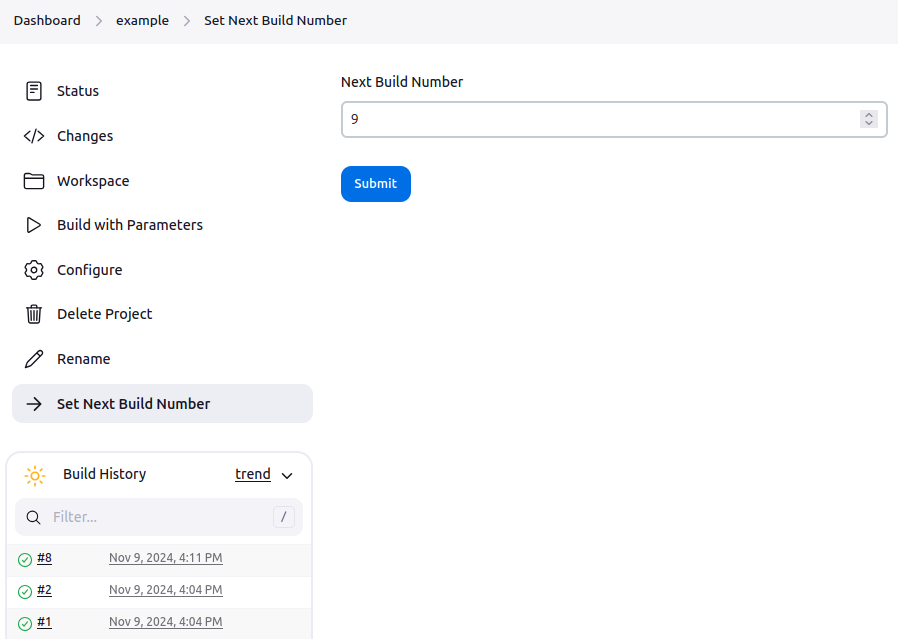 Dashboard > example > Set Next Build Number
Status
Changes
Workspace
Build with Parameters
Configure
Delete Project
Rename
Set Next Build Number
Next Build Number
9
Submit
Build History trend
Filter... /
#8 Nov 9, 2024, 4:11 PM
#2 Nov 9, 2024, 4:04 PM
#1 Nov 9, 2024, 4:04 PM